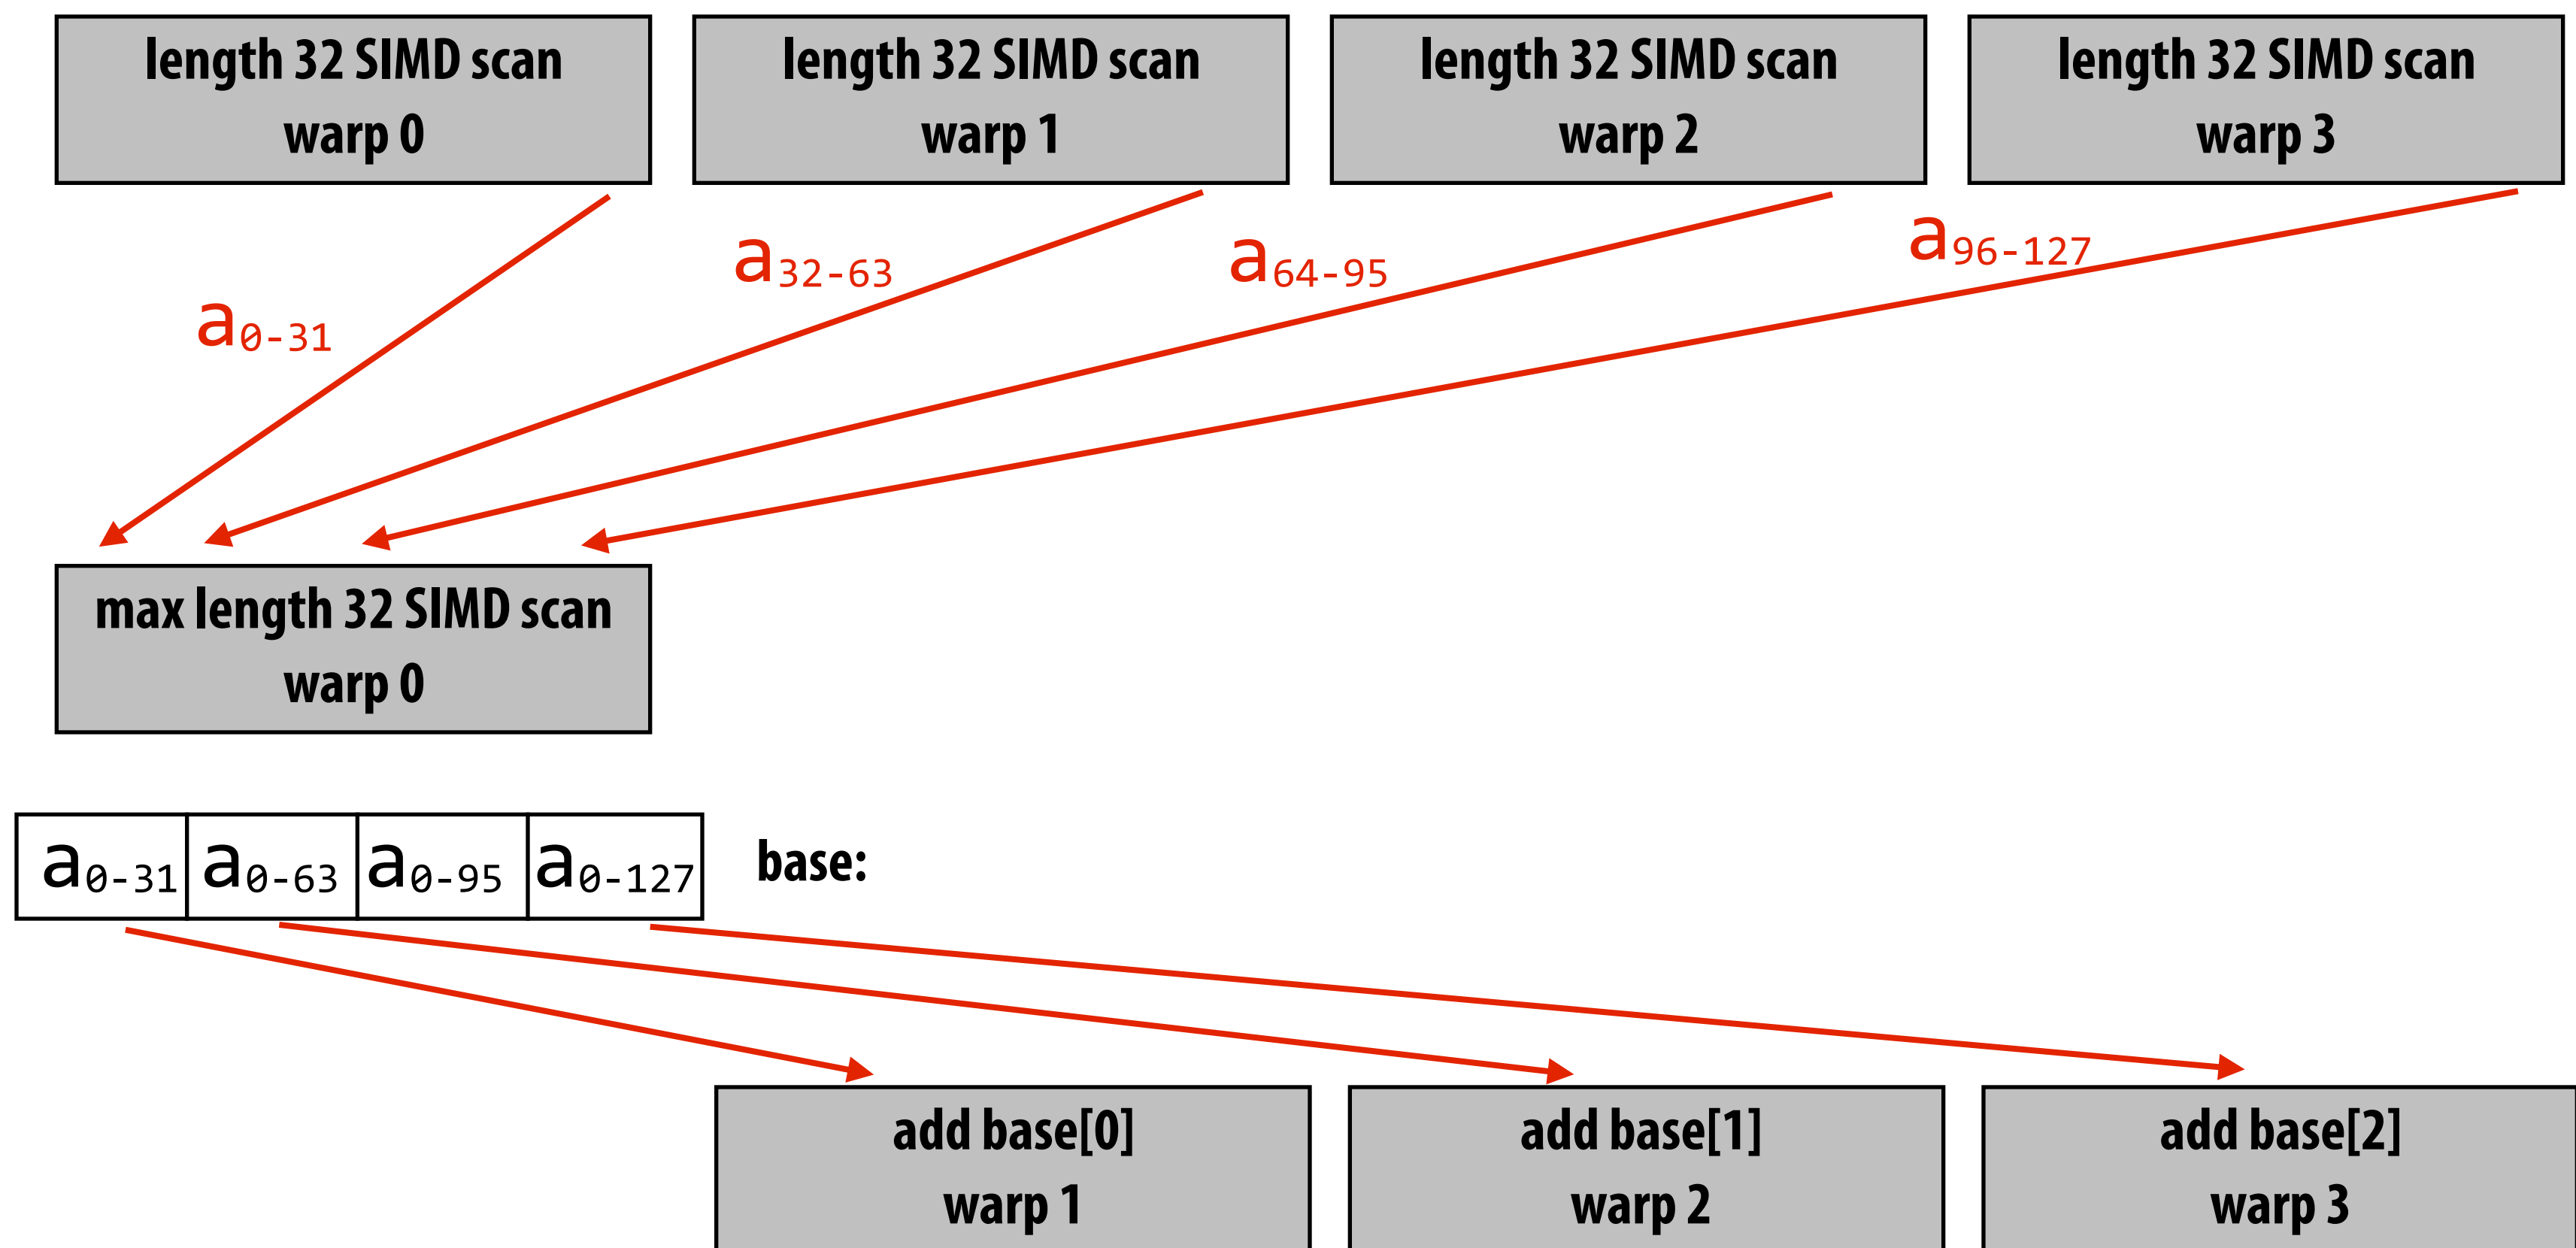 length 32 SIMD scan
warp 0
length 32 SIMD scan
warp 1
length 32 SIMD scan
warp 2
length 32 SIMD scan
warp 3
a0-31
a32-63
a64-95
a96-127
max length 32 SIMD scan
warp 0
a0-31 a0-63 a0-95 a0-127 base:
add base[0]
warp 1
add base[1]
warp 2
add base[2]
warp 3